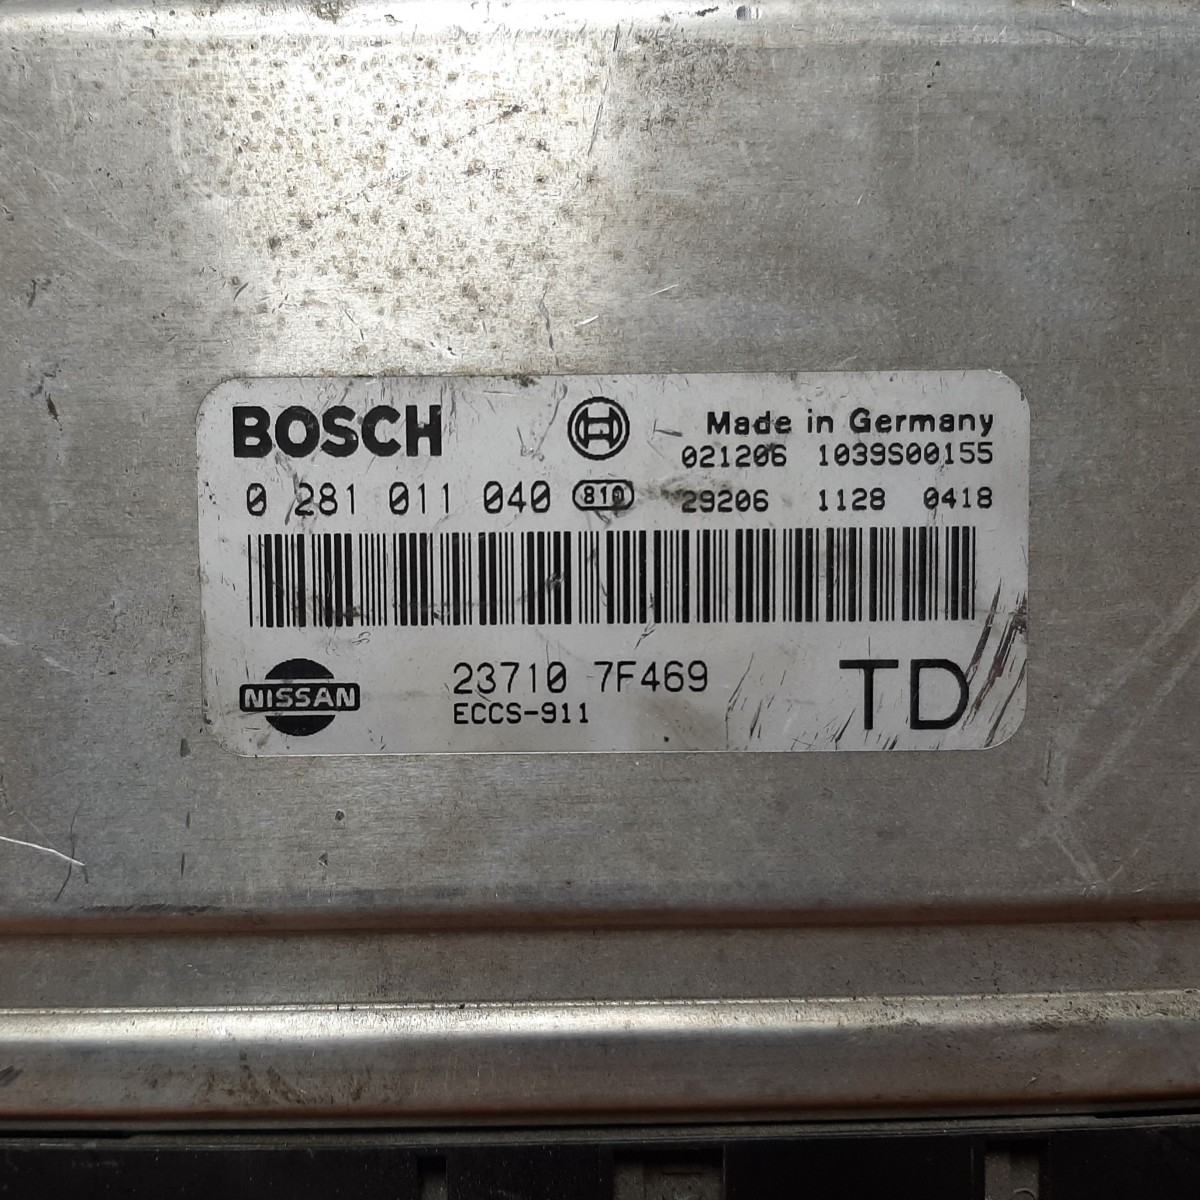 BOSCH Made in Germany
021206 1039S00155
0 281 011 040 810 29206 1128 0418
NISSAN 23710 7F469 TD
ECCS-911